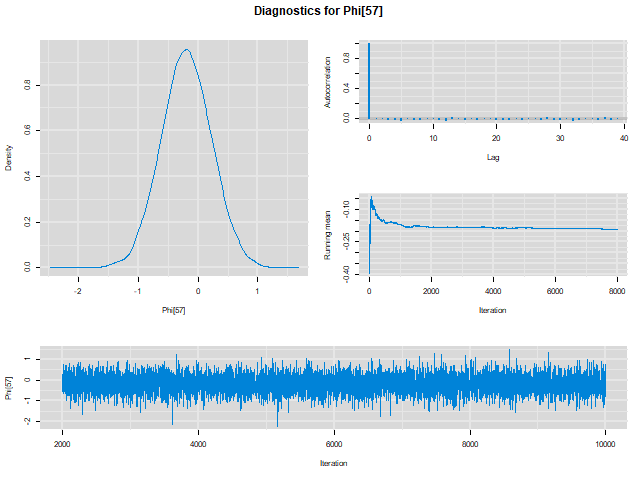 Diagnostics for Phi[57]
Density
0.0 0.2 0.4 0.6 0.8
-2 -1 0 1
Phi[57]
Autocorrelation
0.0 0.4 0.8
0 10 20 30 40
Lag
Running mean
-0.40 -0.25 -0.10
0 2000 4000 6000 8000
Iteration
Phi[57]
-2 -1 0 1
2000 4000 6000 8000 10000
Iteration